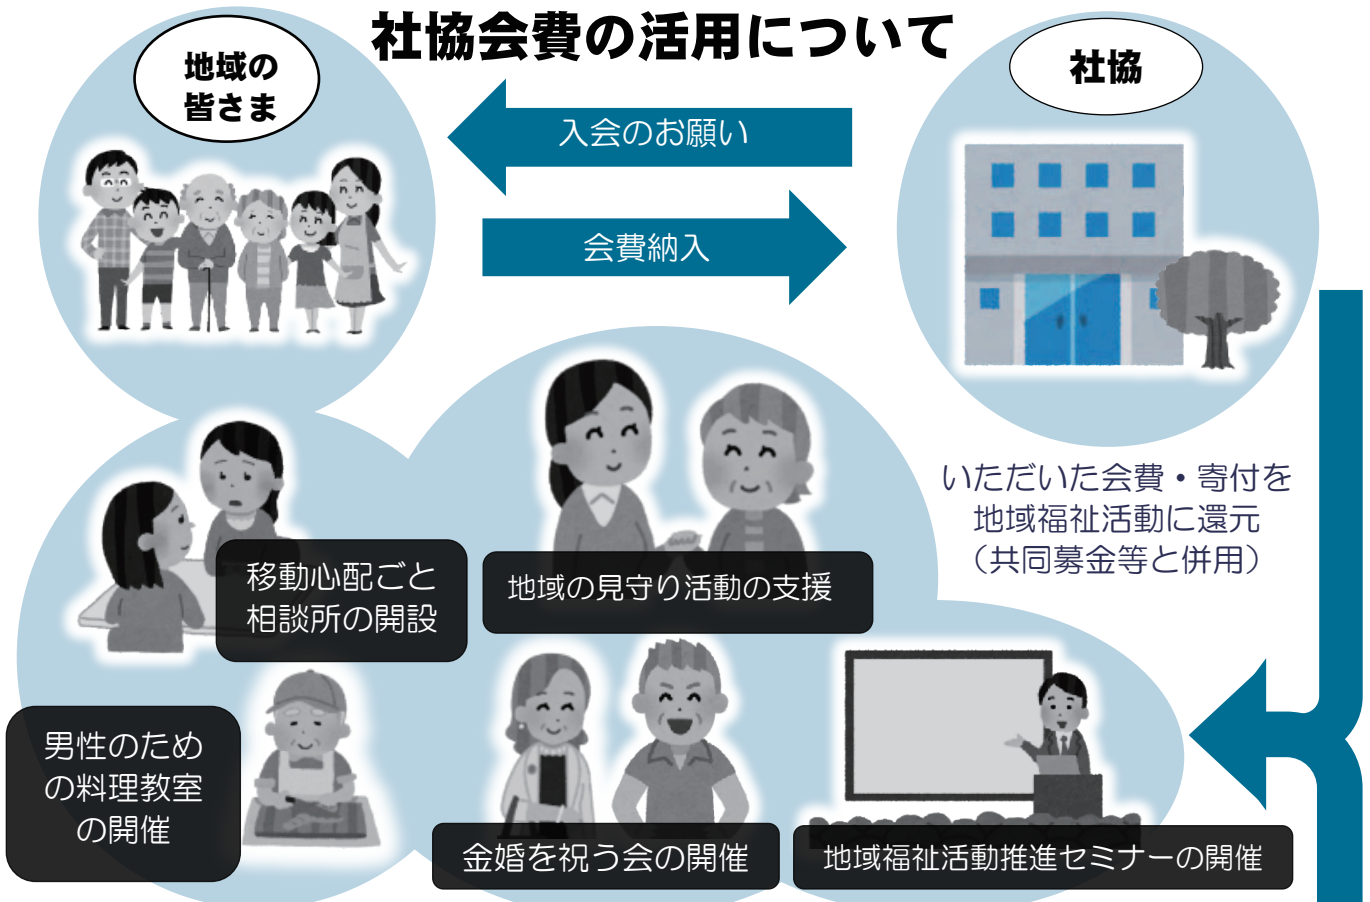 社協会費の活用について
地域の
皆さま
社協
入会のお願い
会費納入
いただいた会費・寄付を
地域福祉活動に還元
（共同募金等と併用）
移動心配ごと
相談所の開設
地域の見守り活動の支援
男性のため
の料理教室
の開催
金婚を祝う会の開催
地域福祉活動推進セミナーの開催